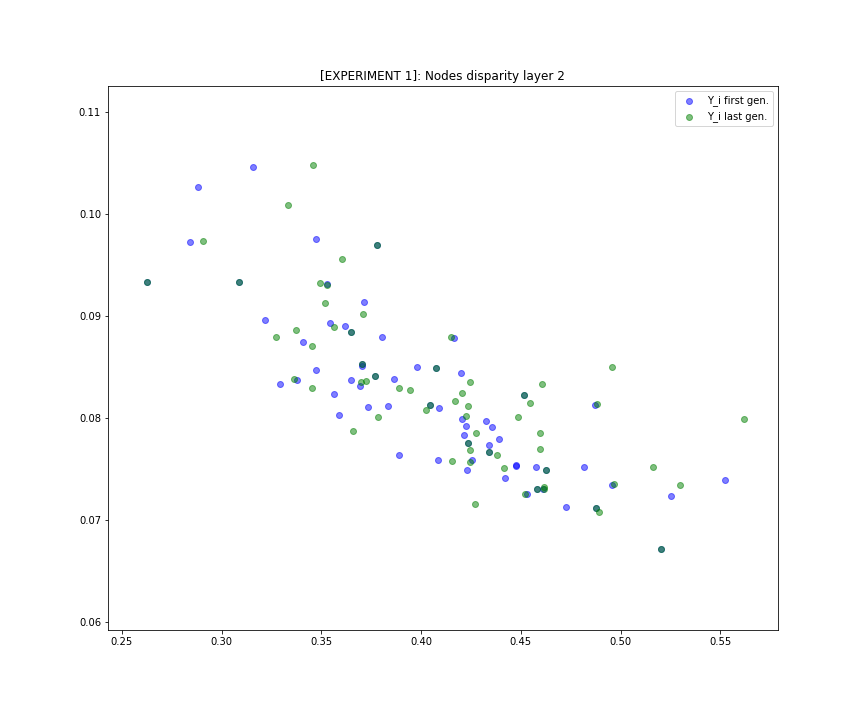 [EXPERIMENT 1]: Nodes disparity layer 2
Y_i first gen.
Y_i last gen.
0.11
0.10
0.09
0.08
0.07
0.06
0.25 0.30 0.35 0.40 0.45 0.50 0.55